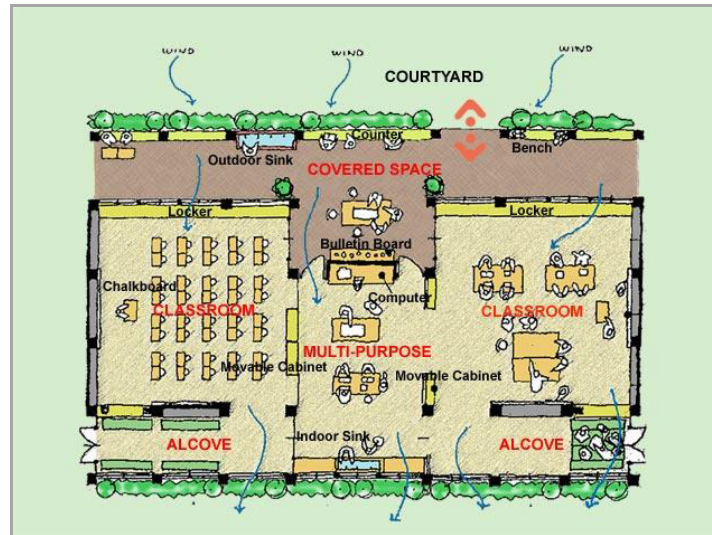 WIND
WIND
WIND
COURTYARD
Counter
Bench
Outdoor Sink
COVERED SPACE
Locker
Locker
Bulletin Board
Chalkboard
Computer
CLASSROOM
CLASSROOM
MULTI-PURPOSE
Movable Cabinet
Movable Cabinet
Indoor Sink
ALCOVE
ALCOVE